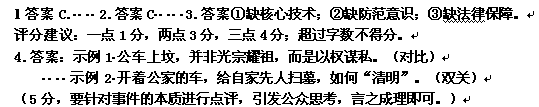 1 答案 C.---- 2.答案 C----3.答案①缺核心技术；②缺防范意识；③缺法律保障。
评分建议：一点 1 分，两点 3 分，三点 4 分；超过字数不得分。
4.答案：示例 1-公车上坟，并非光宗耀祖，而是以权谋私。（对比）
---- 示例 2-开着公家的车，给自家先人扫墓，如何“清明”。（双关）
（5 分，要针对事件的本质进行点评，引发公众思考，言之成理即可。）